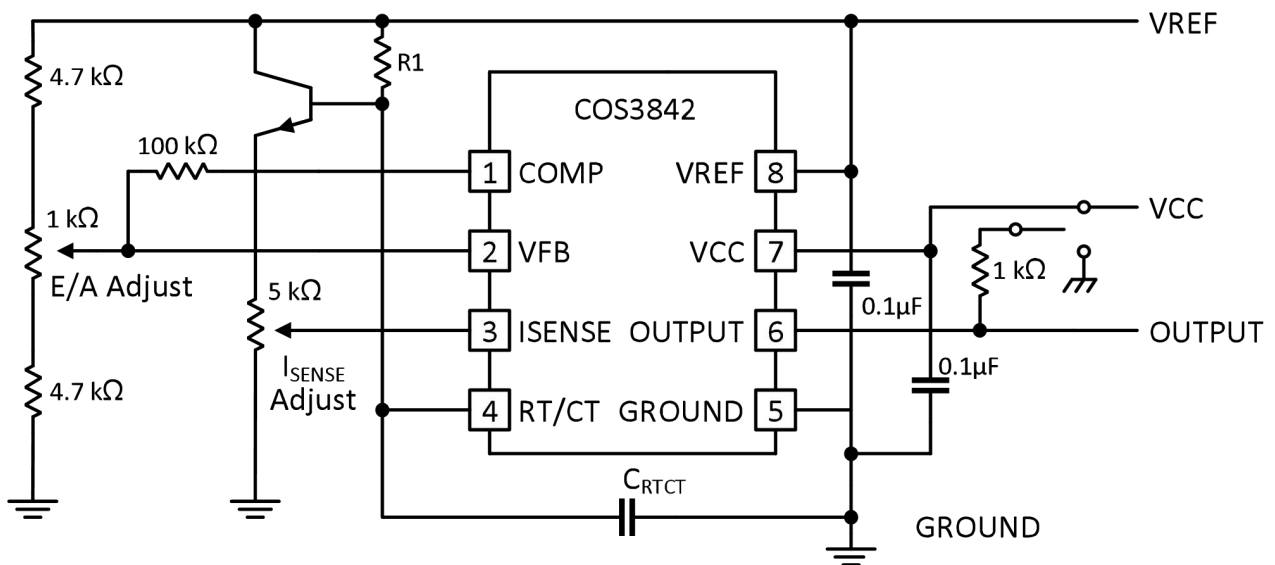 VREF
4.7 kΩ
R1
COS3842
100 kΩ
1 COMP
VREF 8
1 kΩ
VCC
2 VFB
VCC 7
E/A Adjust
1 kΩ
5 kΩ
0.1µF
3 ISENSE
OUTPUT 6
OUTPUT
4.7 kΩ
ISENSE
Adjust
0.1µF
4 RT/CT
GROUND 5
CRTCT
GROUND